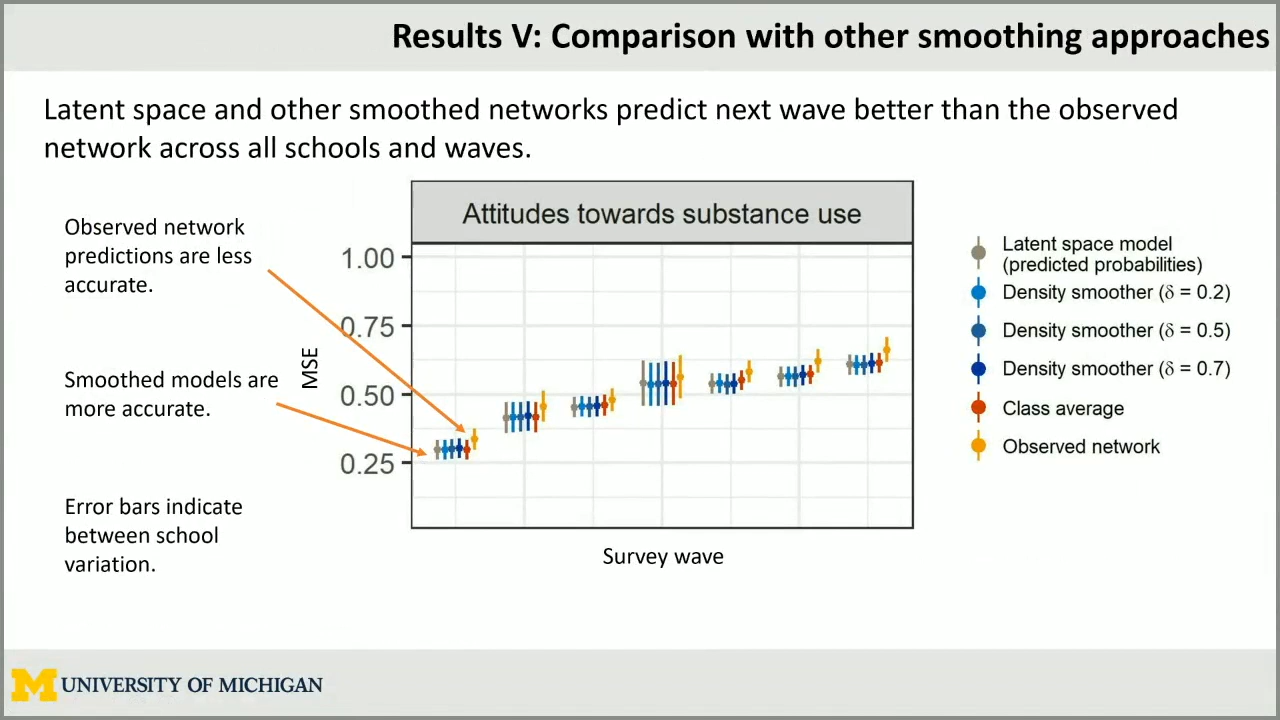 Results V: Comparison with other smoothing approaches
Latent space and other smoothed networks predict next wave better than the observed
network across all schools and waves.
Observed network
predictions are less
accurate.
Smoothed models are
more accurate.
Error bars indicate
between school
variation.
Attitudes towards substance use
1.00
0.75
0.50
0.25
MSE
Survey wave
Latent space model
(predicted probabilities)
Density smoother (δ = 0.2)
Density smoother (δ = 0.5)
Density smoother (δ = 0.7)
Class average
Observed network
M UNIVERSITY OF MICHIGAN